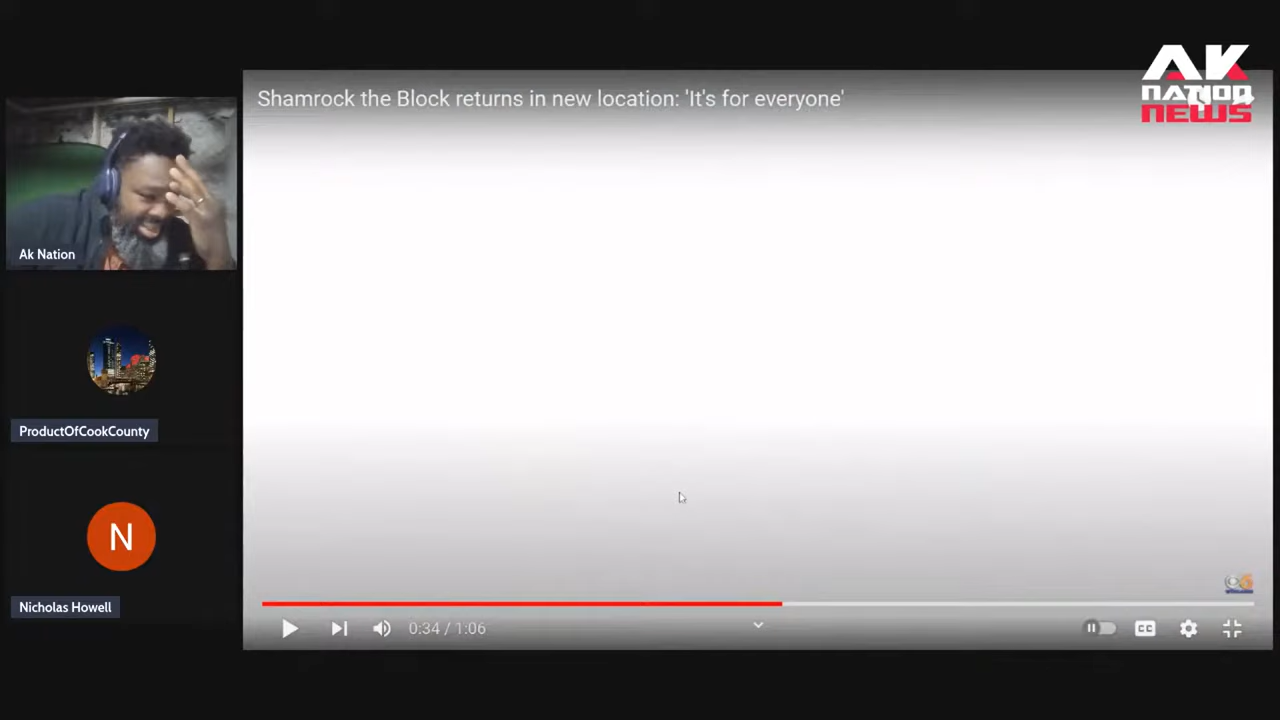 Shamrock the Block returns in new location: 'It's for everyone'
AK
NATION
NEWS
Ak Nation
ProductOfCookCounty
N
Nicholas Howell
0:34 / 1:06
CC